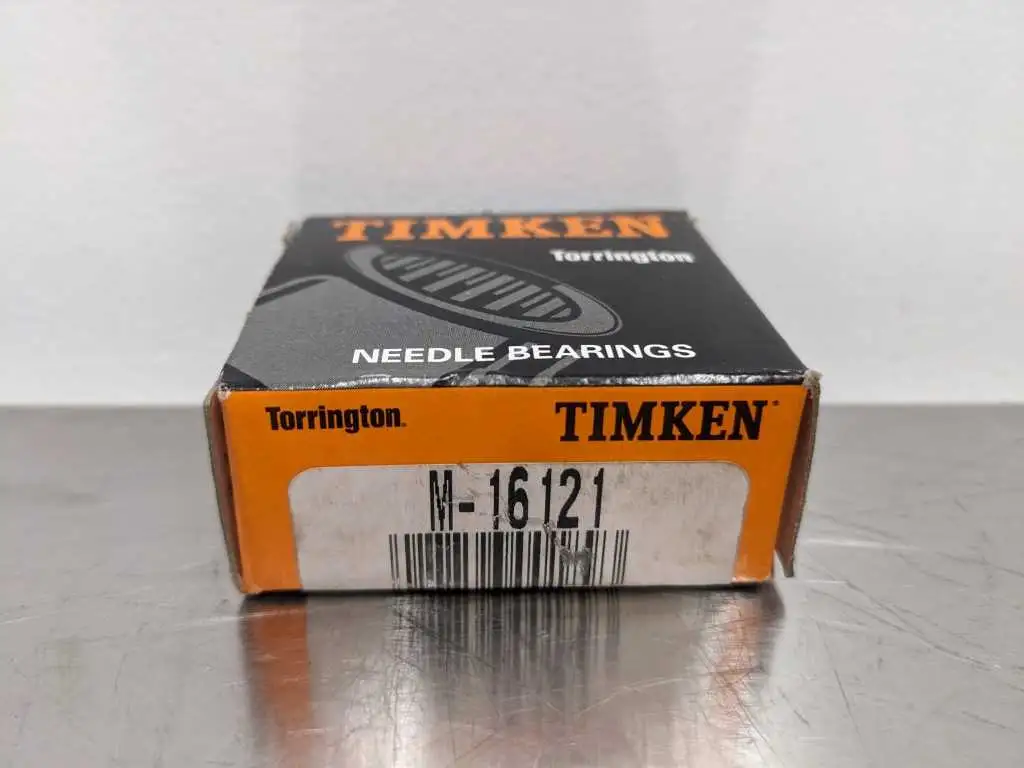 TIMKEN
Torrington
NEEDLE BEARINGS
Torrington.
TIMKEN
M-16121